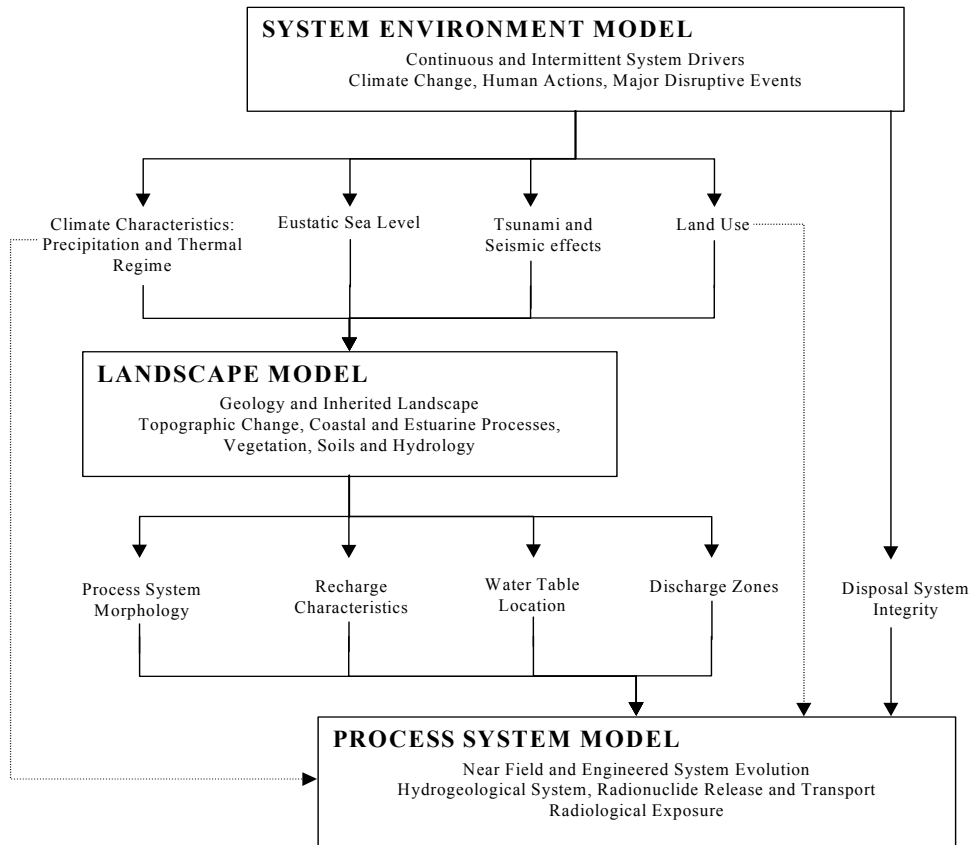 SYSTEM ENVIRONMENT MODEL
Continuous and Intermittent System Drivers
Climate Change, Human Actions, Major Disruptive Events
Climate Characteristics:
Precipitation and Thermal
Regime
Eustatic Sea Level
Tsunami and
Seismic effects
Land Use
LANDSCAPE MODEL
Geology and Inherited Landscape
Topographic Change, Coastal and Estuarine Processes,
Vegetation, Soils and Hydrology
Process System
Morphology
Recharge
Characteristics
Water Table
Location
Discharge Zones
Disposal System
Integrity
PROCESS SYSTEM MODEL
Near Field and Engineered System Evolution
Hydrogeological System, Radionuclide Release and Transport
Radiological Exposure